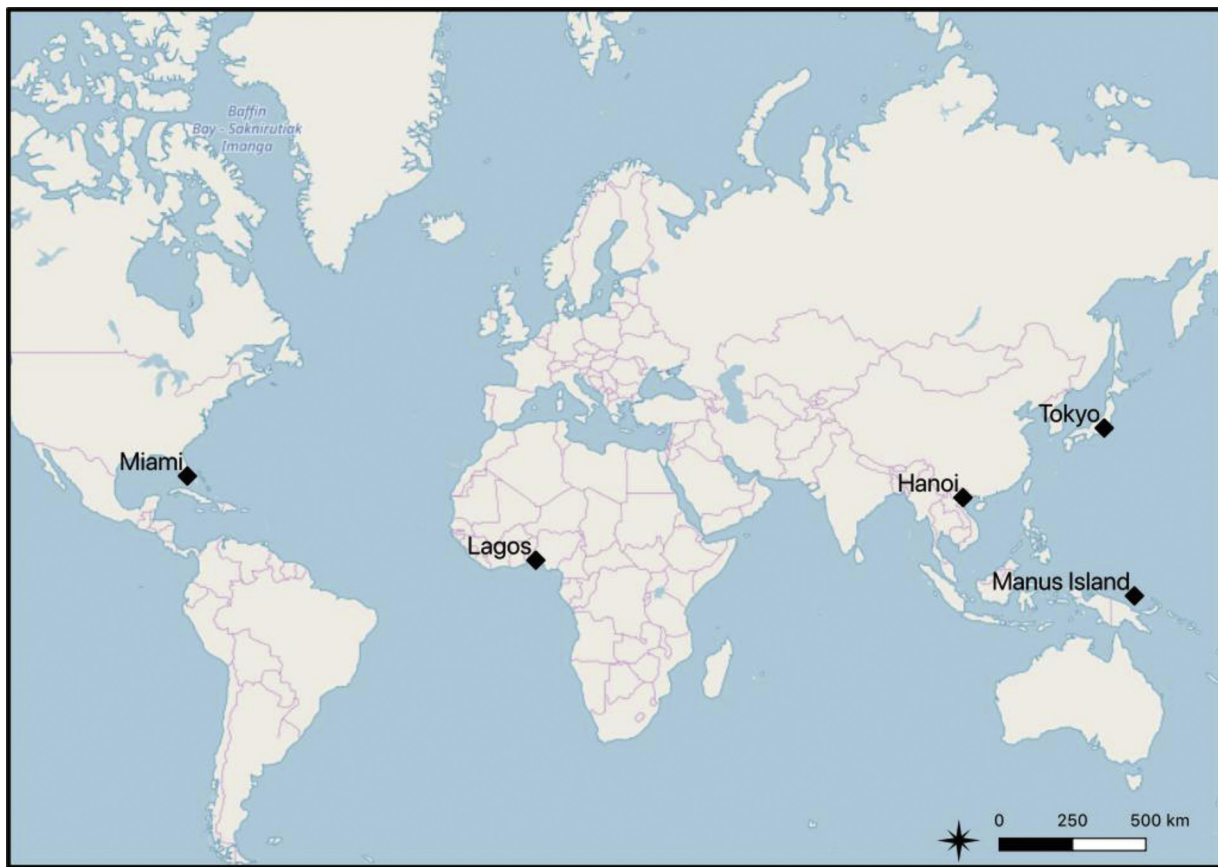 Baffin
Bay - Saknirutiak
Imanga
Tokyo
Miami
Hanoi
Lagos
Manus Island
0 250 500 km